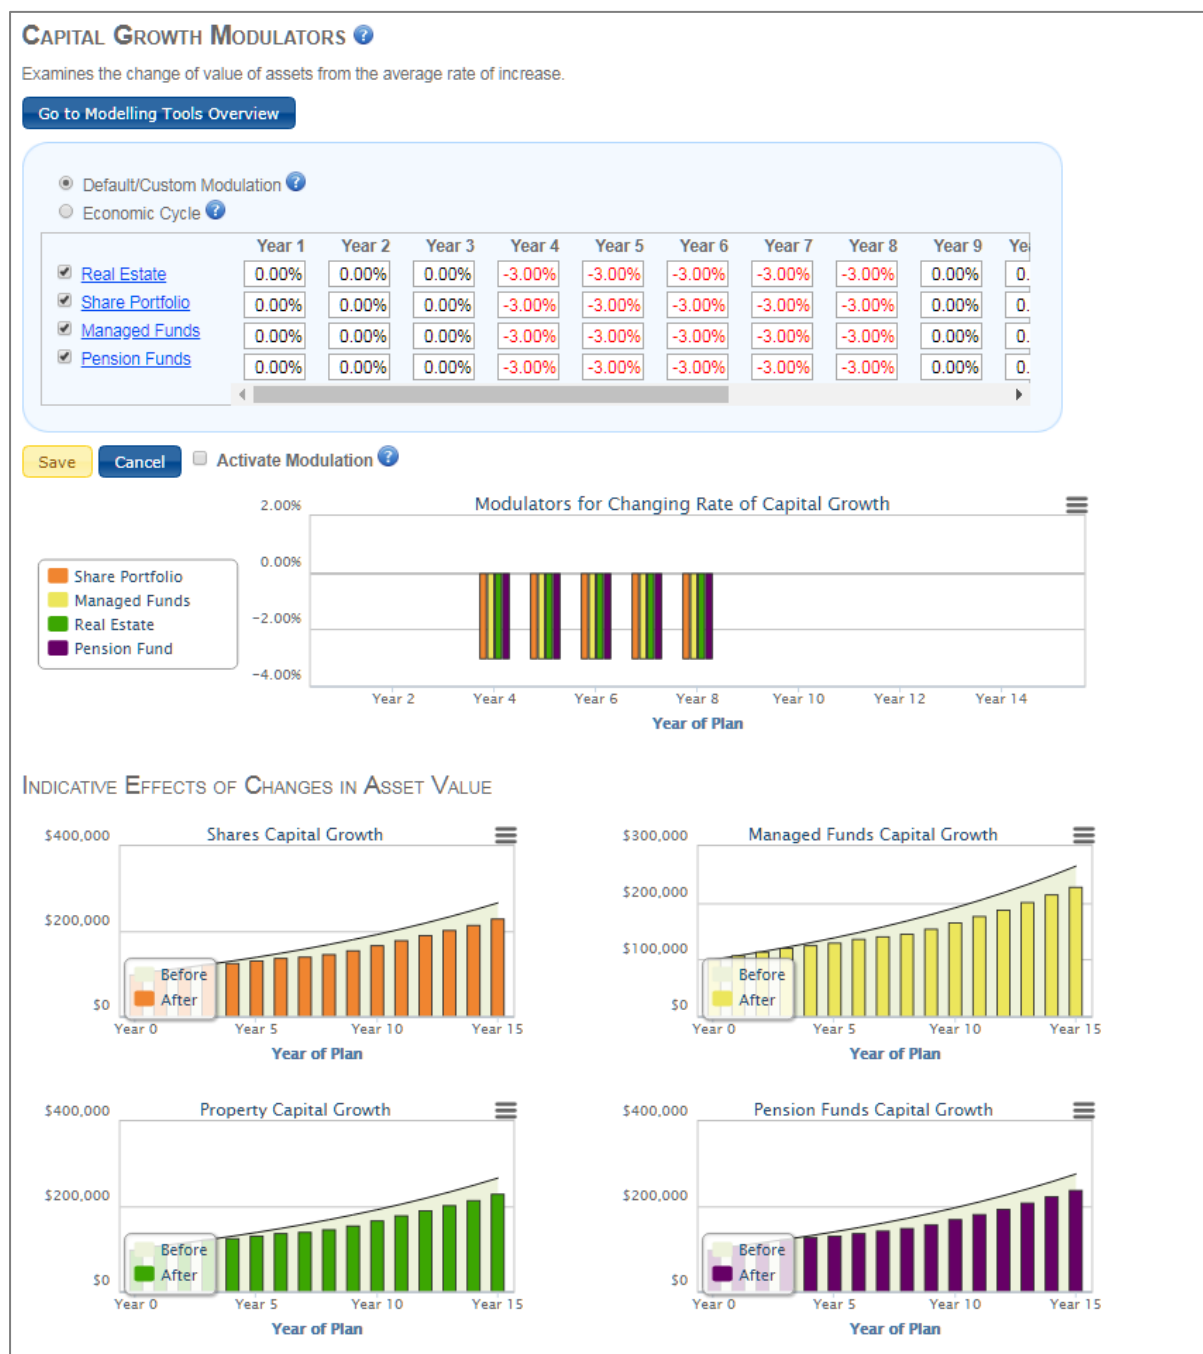 CAPITAL GROWTH MODULATORS ?
Examines the change of value of assets from the average rate of increase.
Go to Modelling Tools Overview
Default/Custom Modulation ?
Economic Cycle ?
Year 1 Year 2 Year 3 Year 4 Year 5 Year 6 Year 7 Year 8 Year 9
Real Estate 0.00% 0.00% 0.00% -3.00% -3.00% -3.00% -3.00% -3.00% 0.00% 0.
Share Portfolio 0.00% 0.00% 0.00% -3.00% -3.00% -3.00% -3.00% -3.00% 0.00% 0.
Managed Funds 0.00% 0.00% 0.00% -3.00% -3.00% -3.00% -3.00% -3.00% 0.00% 0.
Pension Funds 0.00% 0.00% 0.00% -3.00% -3.00% -3.00% -3.00% -3.00% 0.00% 0.
Save Cancel Activate Modulation ?
Modulators for Changing Rate of Capital Growth
2.00%
0.00%
-2.00%
-4.00%
Share Portfolio
Managed Funds
Real Estate
Pension Fund
Year 2 Year 4 Year 6 Year 8 Year 10 Year 12 Year 14
Year of Plan
INDICATIVE EFFECTS OF CHANGES IN ASSET VALUE
Shares Capital Growth
$400,000
$200,000
$0
Before
After
Year 0 Year 5 Year 10 Year 15
Year of Plan
Managed Funds Capital Growth
$300,000
$200,000
$100,000
$0
Before
After
Year 0 Year 5 Year 10 Year 15
Year of Plan
Property Capital Growth
$400,000
$200,000
$0
Before
After
Year 0 Year 5 Year 10 Year 15
Year of Plan
Pension Funds Capital Growth
$400,000
$200,000
$0
Before
After
Year 0 Year 5 Year 10 Year 15
Year of Plan